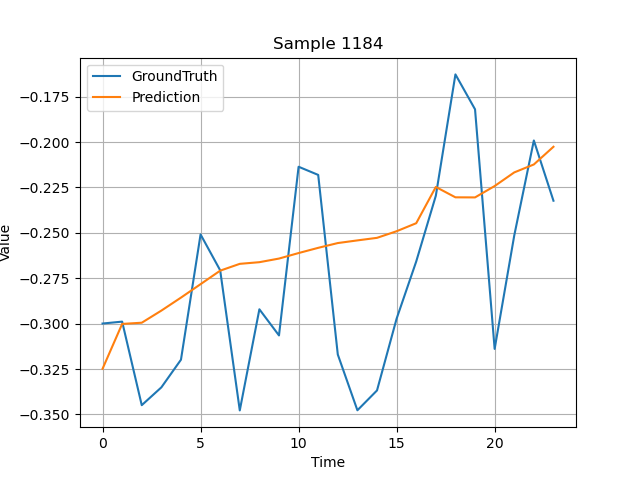 Sample 1184
GroundTruth
Prediction
−0.175
−0.200
−0.225
−0.250
−0.275
−0.300
−0.325
−0.350
Value
0 5 10 15 20
Time